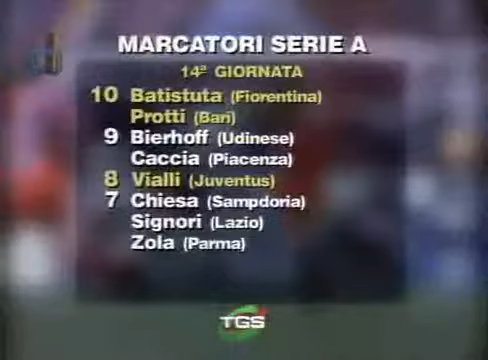 MARCATORI SERIE A
14ª GIORNATA
10 Batistuta (Fiorentina)
Protti (Bari)
9 Bierhoff (Udinese)
Caccia (Piacenza)
8 Vialli (Juventus)
7 Chiesa (Sampdoria)
Signori (Lazio)
Zola (Parma)
TGS